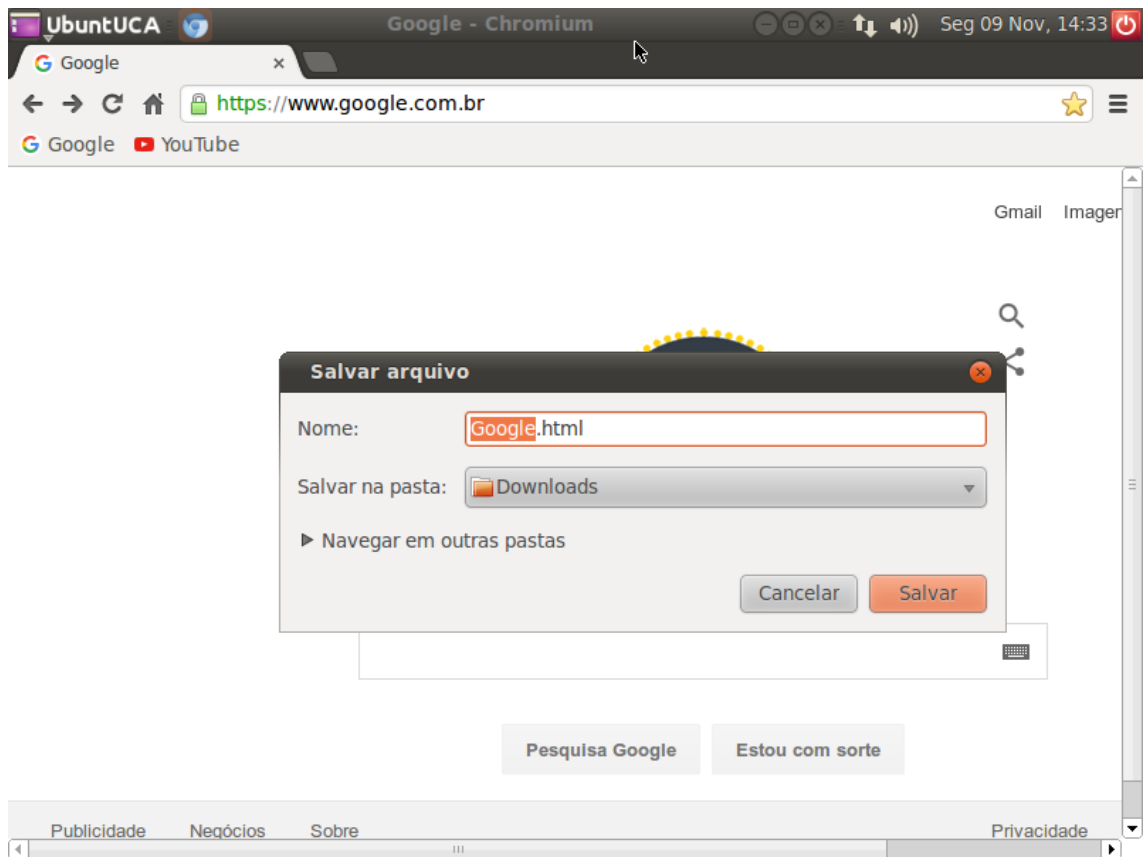 UbuntUCA Google - Chromium Seg 09 Nov, 14:33
Google
https://www.google.com.br
Google YouTube
Gmail Imager
Salvar arquivo
Nome: Google.html
Salvar na pasta: Downloads
Navegar em outras pastas
Cancelar Salvar
Pesquisa Google Estou com sorte
Publicidade Negócios Sobre Privacidade